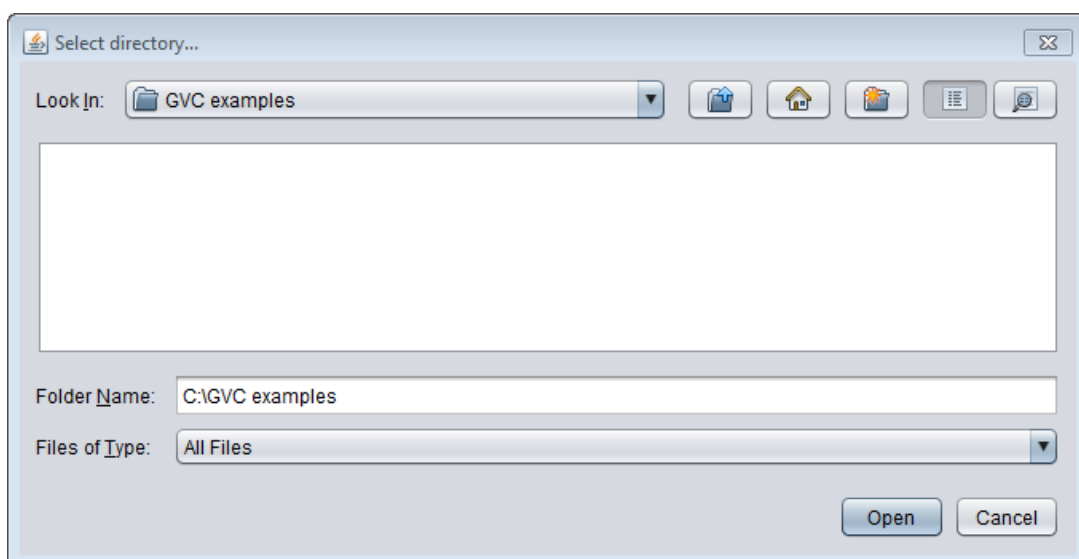 Select directory...
Look In: GVC examples
Folder Name: C:\GVC examples
Files of Type: All Files
Open Cancel